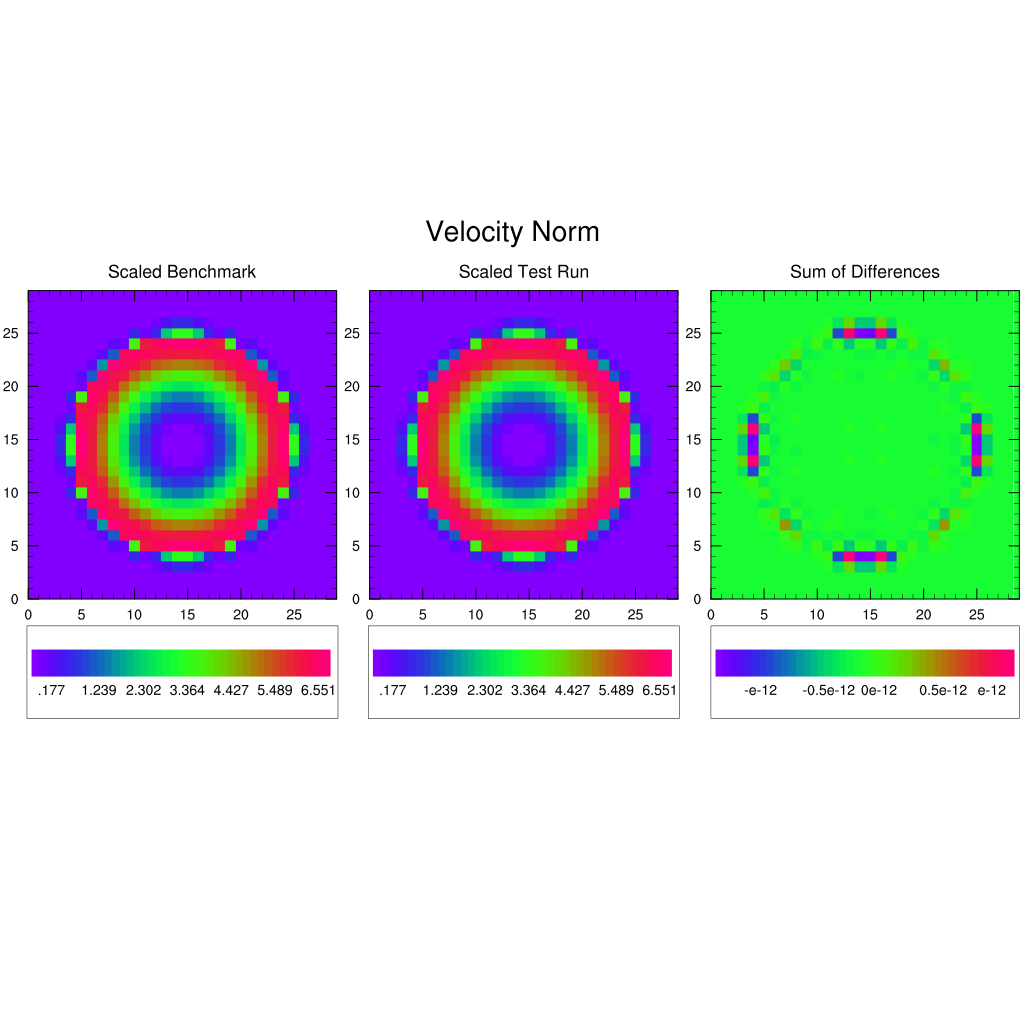 Velocity Norm
Scaled Benchmark
Scaled Test Run
Sum of Differences
25
20
15
10
5
0
0 5 10 15 20 25
25
20
15
10
5
0
0 5 10 15 20 25
25
20
15
10
5
0
0 5 10 15 20 25
.177 1.239 2.302 3.364 4.427 5.489 6.551
.177 1.239 2.302 3.364 4.427 5.489 6.551
-e-12 -0.5e-12 0e-12 0.5e-12 e-12